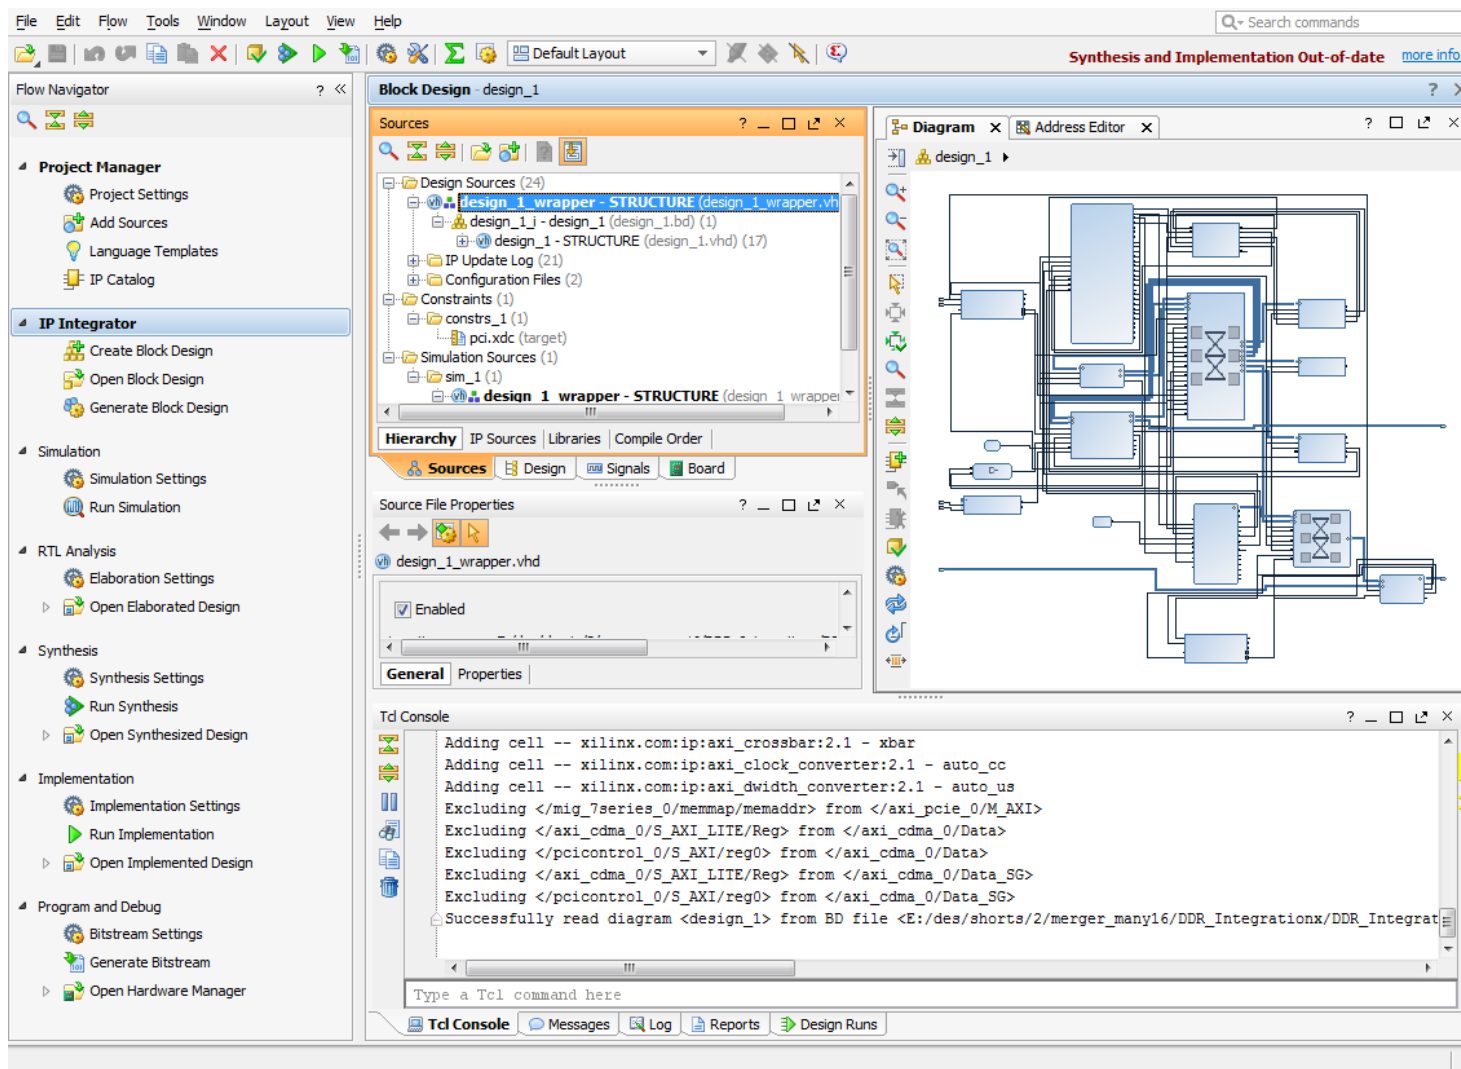 File Edit Flow Tools Window Layout View Help
Search commands
Default Layout
Synthesis and Implementation Out-of-date more info
Flow Navigator ? «
Project Manager
Project Settings
Add Sources
Language Templates
IP Catalog
IP Integrator
Create Block Design
Open Block Design
Generate Block Design
Simulation
Simulation Settings
Run Simulation
RTL Analysis
Elaboration Settings
Open Elaborated Design
Synthesis
Synthesis Settings
Run Synthesis
Open Synthesized Design
Implementation
Implementation Settings
Run Implementation
Open Implemented Design
Program and Debug
Bitstream Settings
Generate Bitstream
Open Hardware Manager
Block Design - design_1
Sources
Design Sources (24)
design_1_wrapper - STRUCTURE (design_1_wrapper.vh
design_1_i - design_1 (design_1.bd) (1)
design_1 - STRUCTURE (design_1.vhd) (17)
IP Update Log (21)
Configuration Files (2)
Constraints (1)
constrs_1 (1)
pci.xdc (target)
Simulation Sources (1)
sim_1 (1)
design_1_wrapper - STRUCTURE (design_1_wrapper
Hierarchy IP Sources Libraries Compile Order
Sources Design Signals Board
Source File Properties
design_1_wrapper.vhd
Enabled
General Properties
Diagram Address Editor
design_1
Tcl Console
Adding cell -- xilinx.com:ip:axi_crossbar:2.1 - xbar
Adding cell -- xilinx.com:ip:axi_clock_converter:2.1 - auto_cc
Adding cell -- xilinx.com:ip:axi_dwidth_converter:2.1 - auto_us
Excluding </mig_7series_0/memmap/memaddr> from </axi_pcie_0/M_AXI>
Excluding </axi_cdma_0/S_AXI_LITE/Reg> from </axi_cdma_0/Data>
Excluding </pcicontrol_0/S_AXI/reg0> from </axi_cdma_0/Data>
Excluding </axi_cdma_0/S_AXI_LITE/Reg> from </axi_cdma_0/Data_SG>
Excluding </pcicontrol_0/S_AXI/reg0> from </axi_cdma_0/Data_SG>
Successfully read diagram <design_1> from BD file <E:/des/shorts/2/merger_many16/DDR_Integrationx/DDR_Integrat
Type a Tcl command here
Tcl Console Messages Log Reports Design Runs